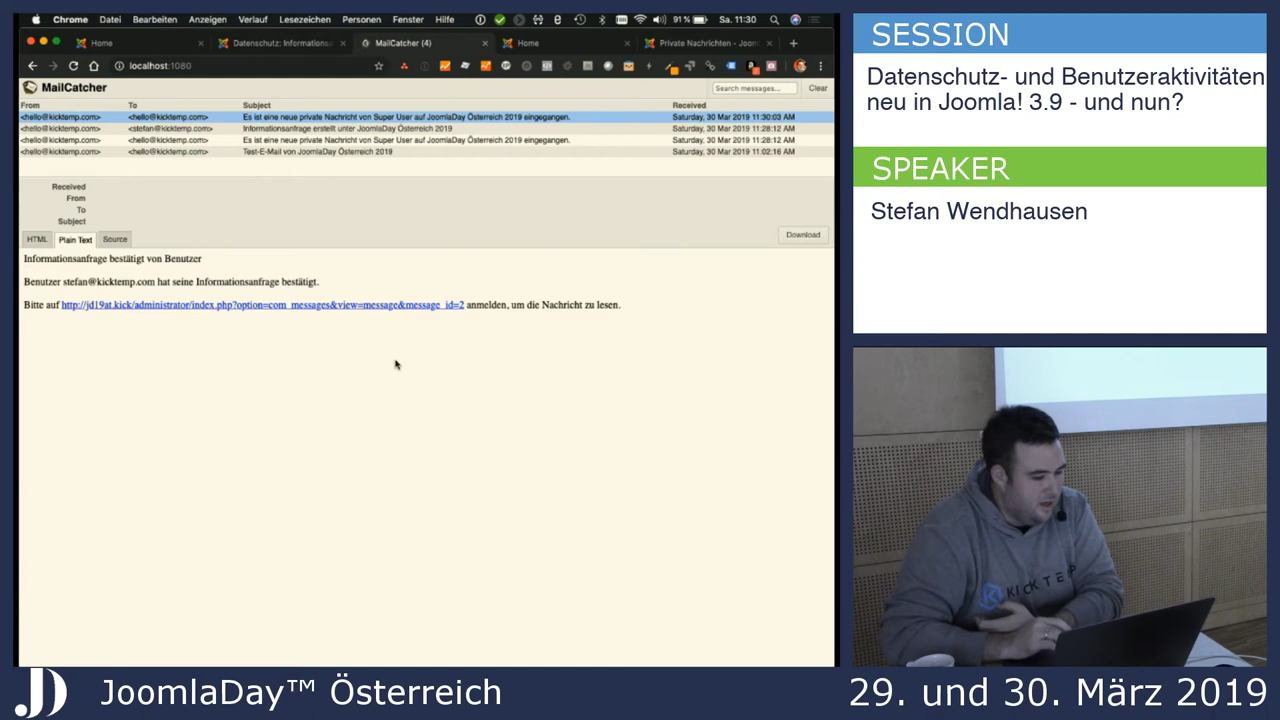 Chrome Datei Bearbeiten Anzeigen Verlauf Lesezeichen Personen Fenster Hilfe 91 % Sa. 11:30
Home Datenschutz: Informationsa MailCatcher (4) Home Private Nachrichten - Joom
localhost:1080
MailCatcher Search messages... Clear
From To Subject Received
<hello@kicktemp.com> <hello@kicktemp.com> Es ist eine neue private Nachricht von Super User auf JoomlaDay Österreich 2019 eingegangen. Saturday, 30 Mar 2019 11:30:03 AM
<hello@kicktemp.com> <stefan@kicktemp.com> Informationsanfrage erstellt unter JoomlaDay Österreich 2019 Saturday, 30 Mar 2019 11:28:12 AM
<hello@kicktemp.com> <hello@kicktemp.com> Es ist eine neue private Nachricht von Super User auf JoomlaDay Österreich 2019 eingegangen. Saturday, 30 Mar 2019 11:28:12 AM
<hello@kicktemp.com> <hello@kicktemp.com> Test-E-Mail von JoomlaDay Österreich 2019 Saturday, 30 Mar 2019 11:02:16 AM
Received
From
To
Subject
HTML Plain Text Source Download
Informationsanfrage bestätigt von Benutzer
Benutzer stefan@kicktemp.com hat seine Informationsanfrage bestätigt.
Bitte auf http://jd19at.kick/administrator/index.php?option=com_messages&view=message&message_id=2 anmelden, um die Nachricht zu lesen.
SESSION
Datenschutz- und Benutzeraktivitäten
neu in Joomla! 3.9 - und nun?
SPEAKER
Stefan Wendhausen
KICKTEMP
JoomlaDay™ Österreich
29. und 30. März 2019